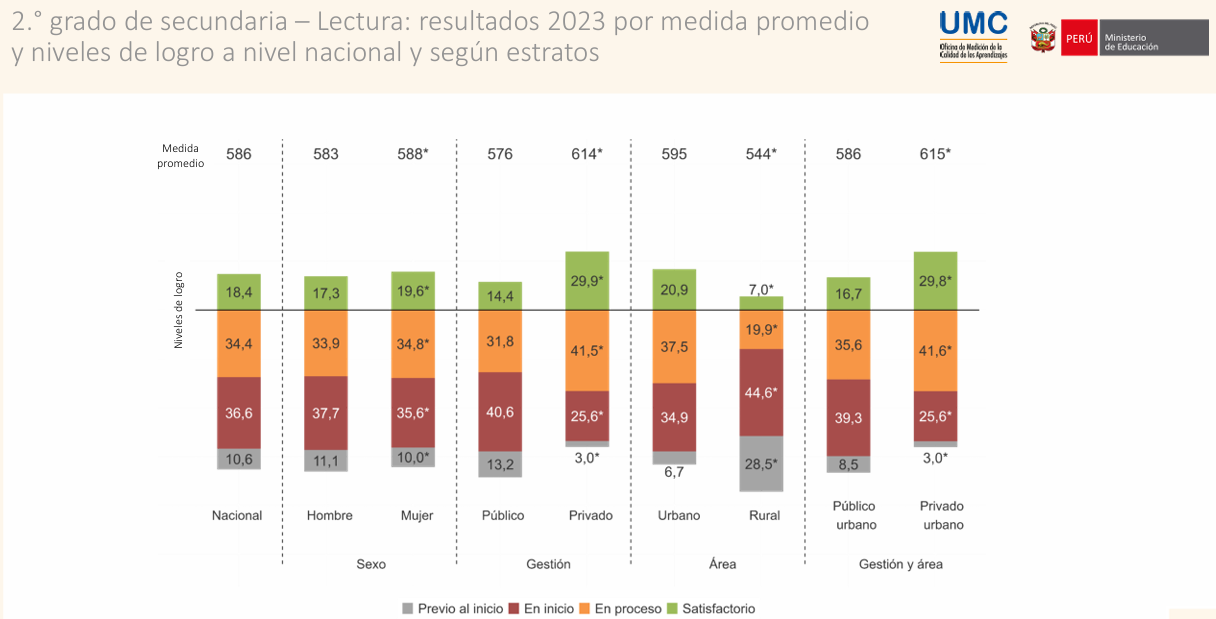 2.° grado de secundaria – Lectura: resultados 2023 por medida promedio
y niveles de logro a nivel nacional y según estratos
UMC
Oficina de Medición de la
Calidad de los Aprendizajes
PERÚ
Ministerio
de Educación
Medida
promedio
586 583 588* 576 614* 595 544* 586 615*
Niveles de logro
18,4 17,3 19,6* 14,4 29,9* 20,9 7,0* 16,7 29,8*
34,4 33,9 34,8* 31,8 41,5* 37,5 19,9* 35,6 41,6*
36,6 37,7 35,6* 40,6 25,6* 34,9 44,6* 39,3 25,6*
10,6 11,1 10,0* 13,2 3,0* 6,7 28,5* 8,5 3,0*
Nacional Hombre Mujer Público Privado Urbano Rural Público urbano Privado urbano
Sexo Gestión Área Gestión y área
Previo al inicio En inicio En proceso Satisfactorio